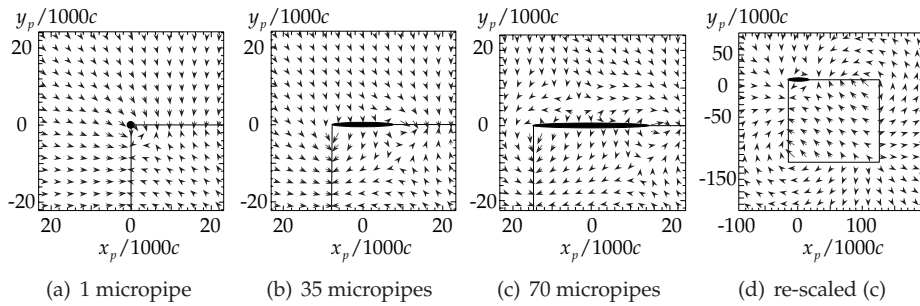 y_p/1000c
20
0
-20
20 0 20
x_p/1000c
(a) 1 micropipe
y_p/1000c
20
0
-20
20 0 20
x_p/1000c
(b) 35 micropipes
y_p/1000c
20
0
-20
20 0 20
x_p/1000c
(c) 70 micropipes
y_p/1000c
50
0
-50
-150
-100 0 100
x_p/1000c
(d) re-scaled (c)